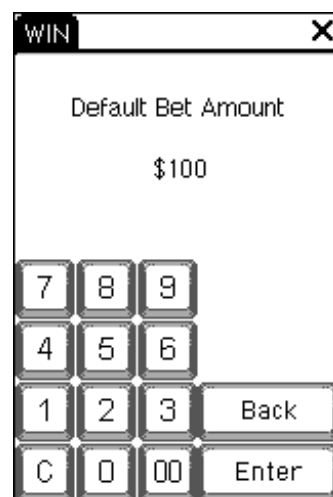 WIN X
Default Bet Amount
$100
7 8 9
4 5 6
1 2 3 Back
C 0 00 Enter